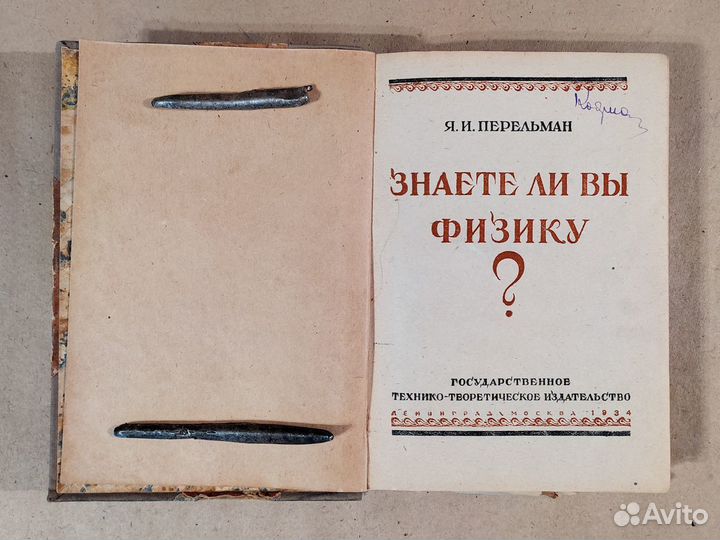 Я. И. ПЕРЕЛЬМАН
ЗНАЕТЕ ЛИ ВЫ
ФИЗИКУ
?
ГОСУДАРСТВЕННОЕ
ТЕХНИКО-ТЕОРЕТИЧЕСКОЕ ИЗДАТЕЛЬСТВО
ЛЕНИНГРАД МОСКВА 1934
Avito